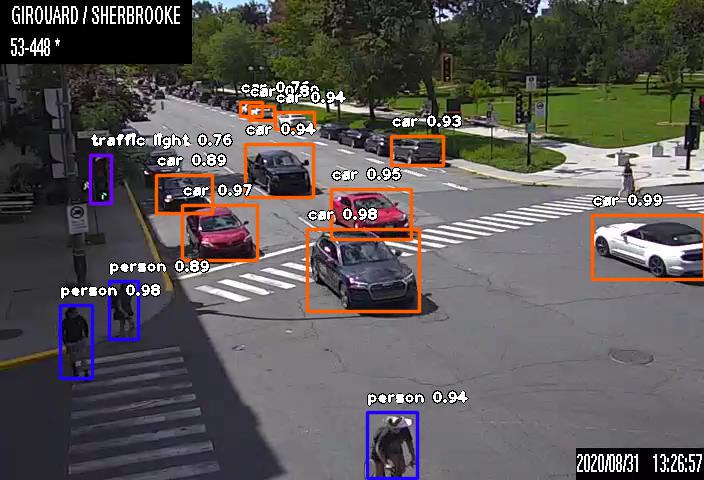 GIROUARD / SHERBROOKE
53-448 *
car 0.94
car 0.94
car 0.93
traffic light 0.76
car 0.89
car 0.97
car 0.95
car 0.98
car 0.99
person 0.89
person 0.98
person 0.94
2020/08/31 13:26:57